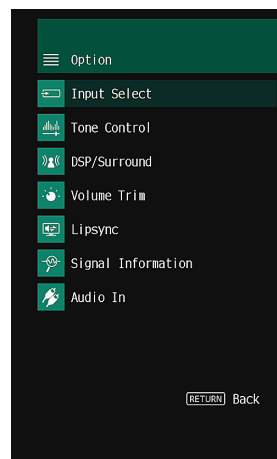 Option
Input Select
Tone Control
DSP/Surround
Volume Trim
Lipsync
Signal Information
Audio In
RETURN Back